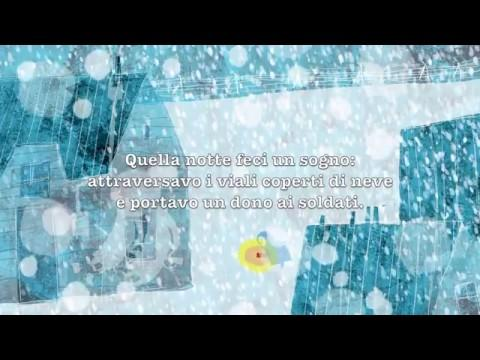 Quella notte feci un sogno:
attraversavo i viali coperti di neve
e portavo un dono ai soldati.